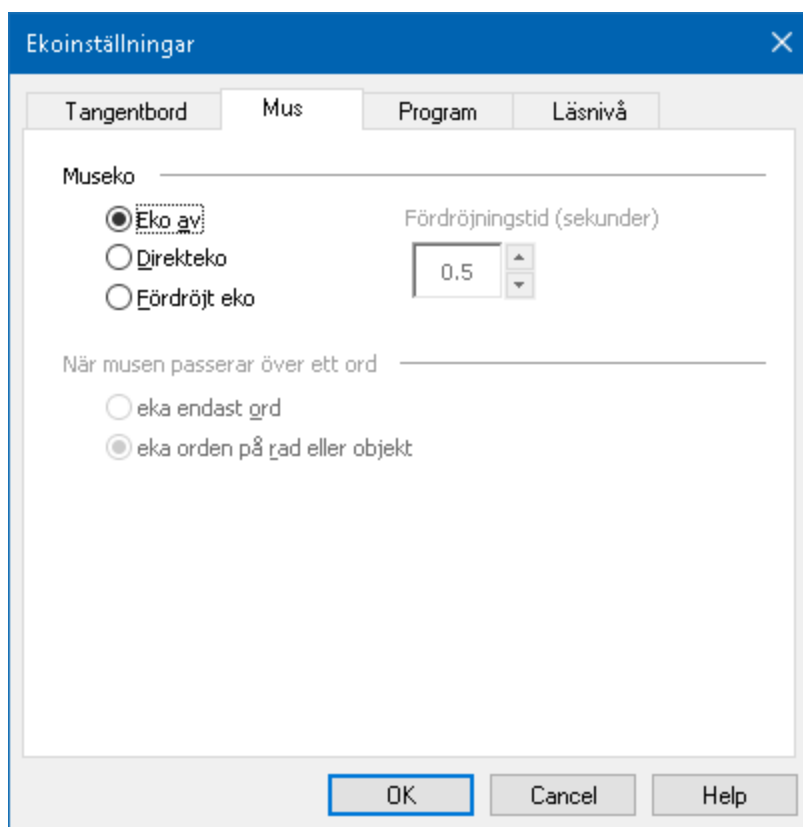 Ekoinställningar
Tangentbord Mus Program Läsnivå
Museko
Eko av Fördröjningstid (sekunder)
Direkteko 0.5
Fördröjt eko
När musen passerar över ett ord
eka endast ord
eka orden på rad eller objekt
OK Cancel Help